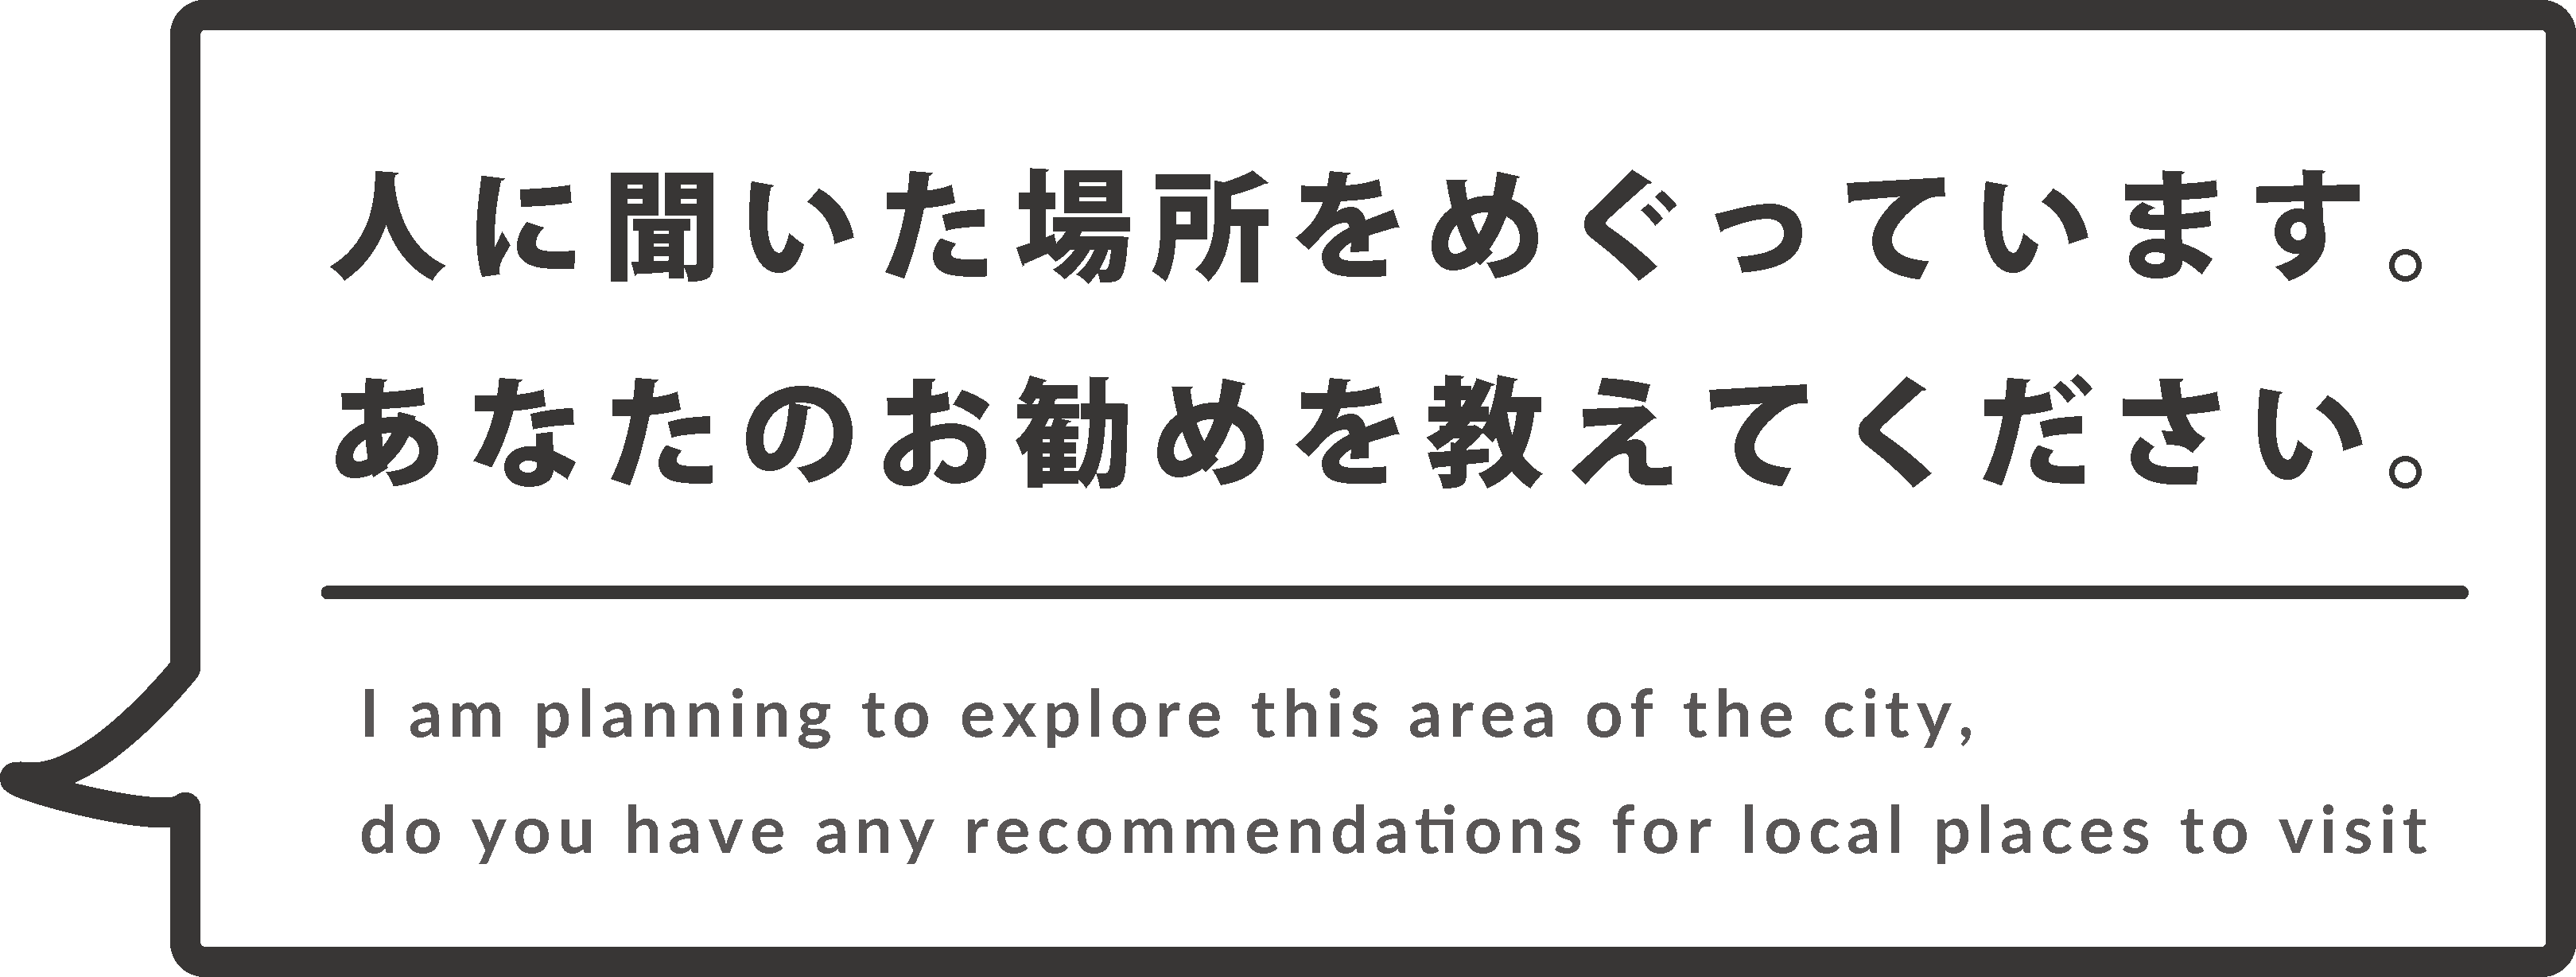 人に聞いた場所をめぐっています。
あなたのお勧めを教えてください。
I am planning to explore this area of the city,
do you have any recommendations for local places to visit